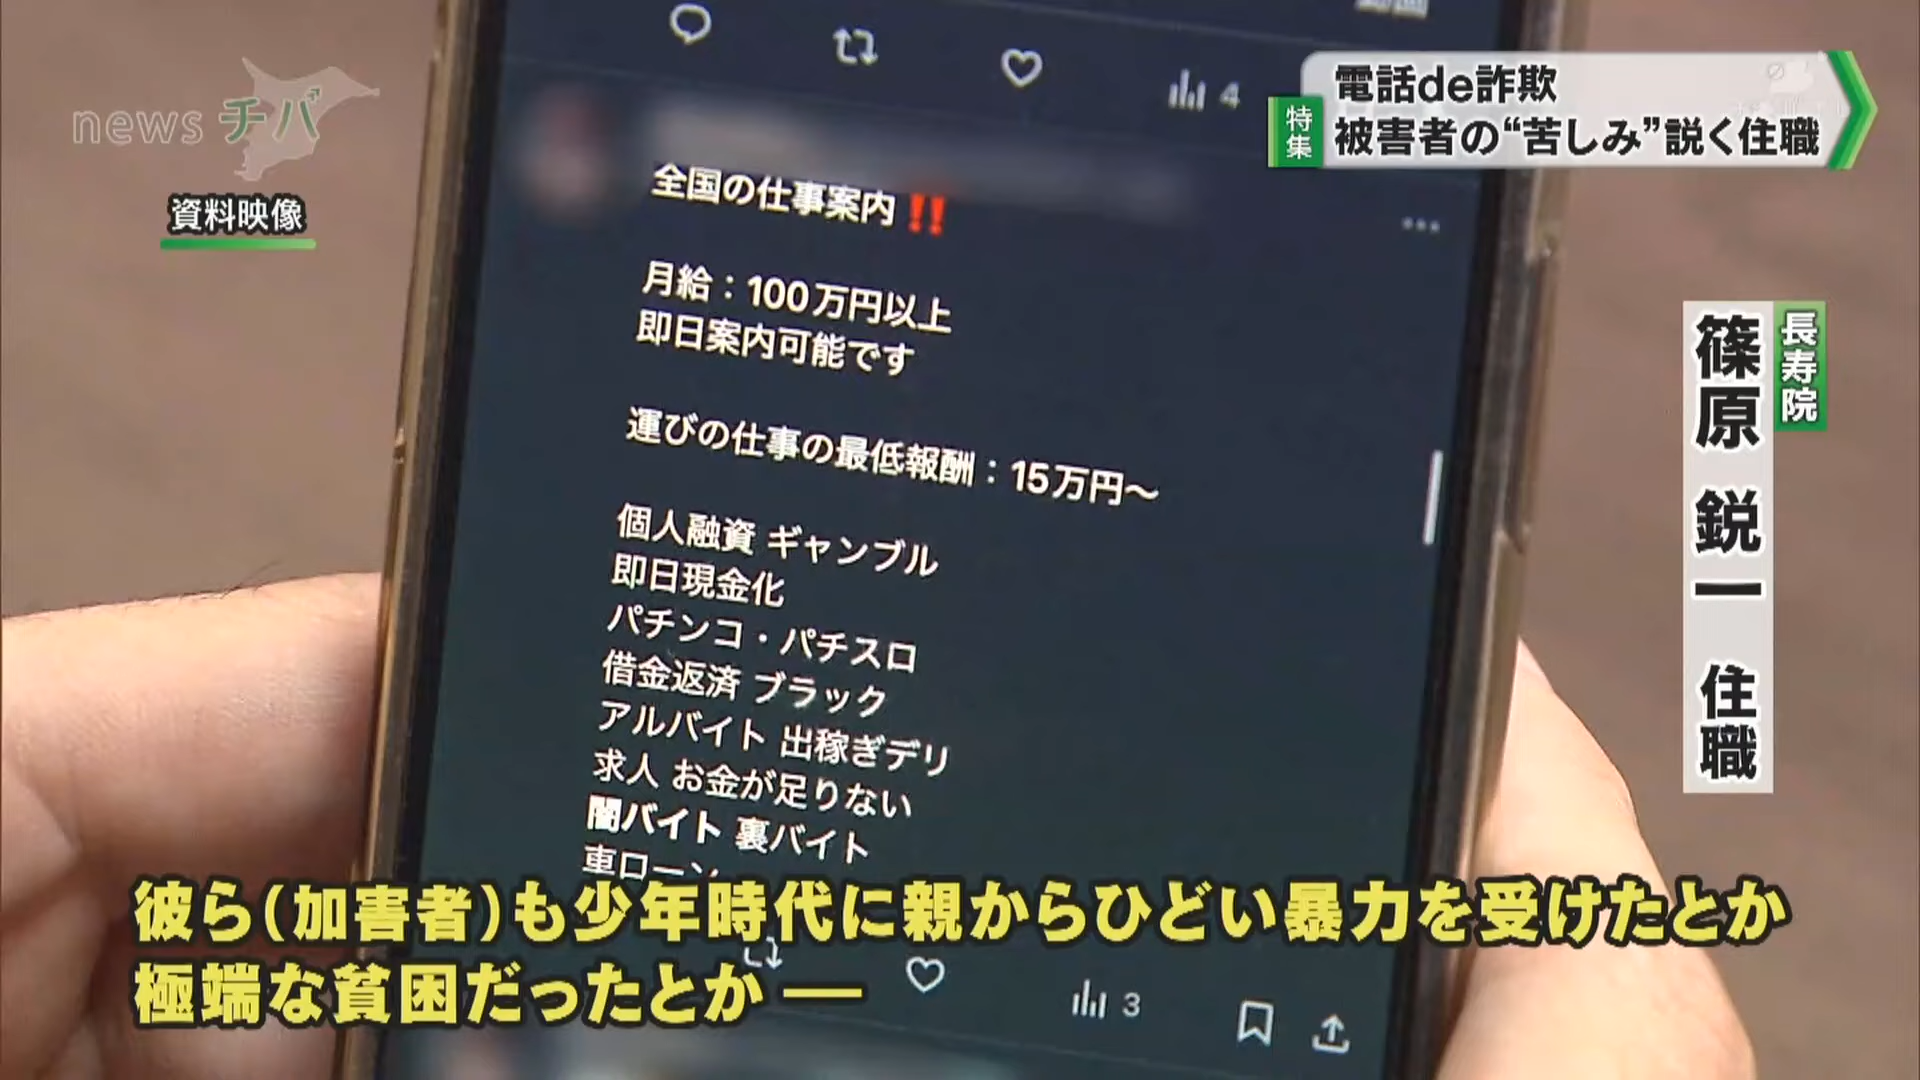 news チバ
資料映像
特集
電話de詐欺
被害者の“苦しみ”説く住職
長寿院
篠原 鋭一 住職
4
全国の仕事案内‼️
月給：100万円以上
即日案内可能です
運びの仕事の最低報酬：15万円〜
個人融資 ギャンブル
即日現金化
パチンコ・パチスロ
借金返済 ブラック
アルバイト 出稼ぎデリ
求人 お金が足りない
闇バイト 裏バイト
車ローン
3
彼ら(加害者)も少年時代に親からひどい暴力を受けたとか
極端な貧困だったとか ―